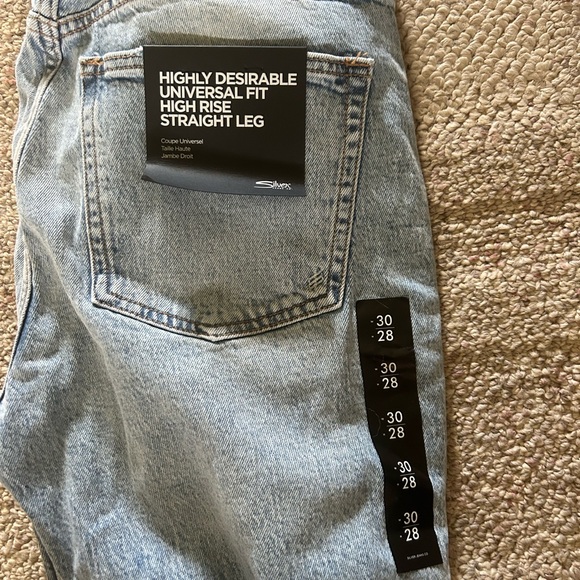 HIGHLY DESIRABLE
UNIVERSAL FIT
HIGH RISE
STRAIGHT LEG
Coupe Universel
Taille Haute
Jambe Droit
Silver
30
28
30
28
30
28
30
28
30
28